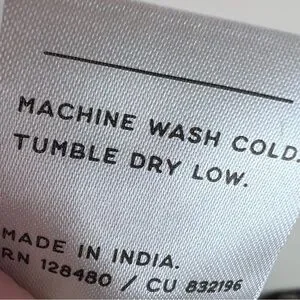 MACHINE WASH COLD.
TUMBLE DRY LOW.
MADE IN INDIA.
RN 128480 / CU 832196